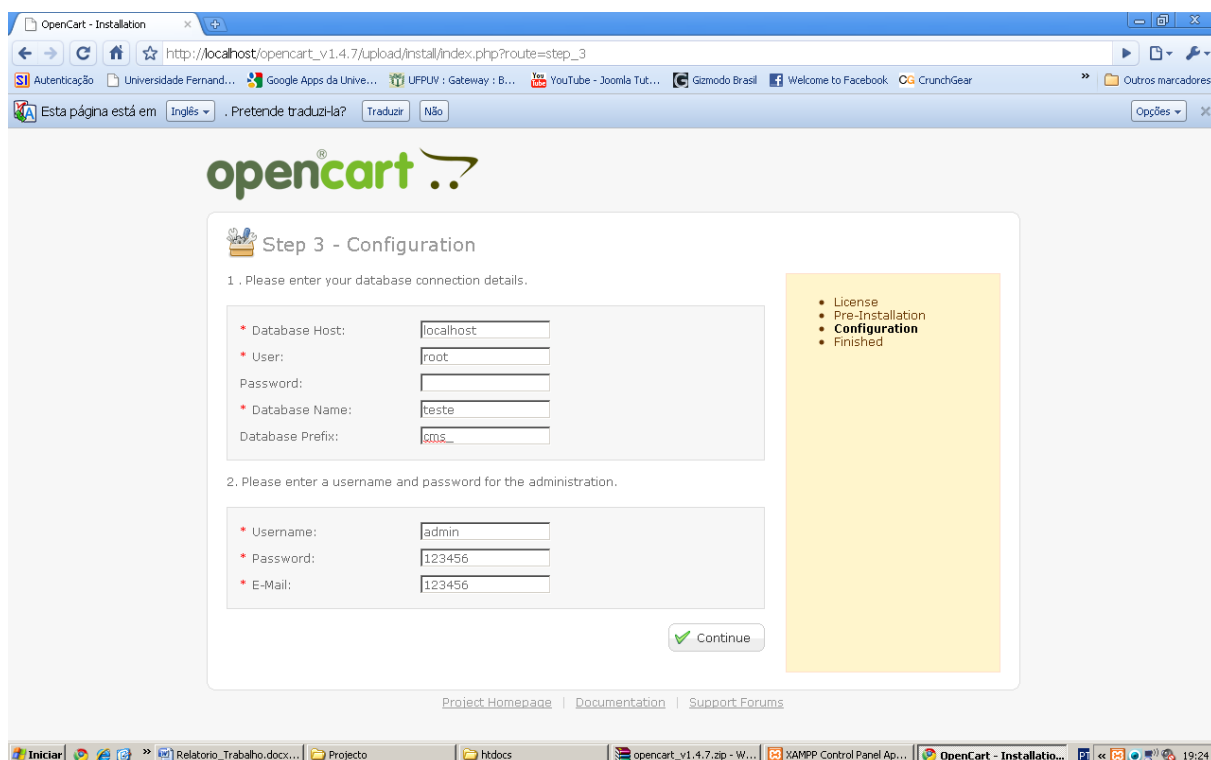 OpenCart - Installation
http://localhost/opencart_v1.4.7/upload/install/index.php?route=step_3
Autenticação Universidade Fernand... Google Apps da Unive... UFPUV : Gateway : B... YouTube - Joomla Tut... Gizmodo Brasil Welcome to Facebook CrunchGear » Outros marcadores
Esta página está em Inglês . Pretende traduzi-la? Traduzir Não Opções
opencart®
Step 3 - Configuration
1 . Please enter your database connection details.
* Database Host: localhost
* User: root
Password:
* Database Name: teste
Database Prefix: cms_
2. Please enter a username and password for the administration.
* Username: admin
* Password: 123456
* E-Mail: 123456
Continue
License
Pre-Installation
Configuration
Finished
Project Homepage | Documentation | Support Forums
Iniciar » Relatorio_Trabalho.docx... Projecto htdocs opencart_v1.4.7.zip - W... XAMPP Control Panel Ap... OpenCart - Installatio... PT « 19:24